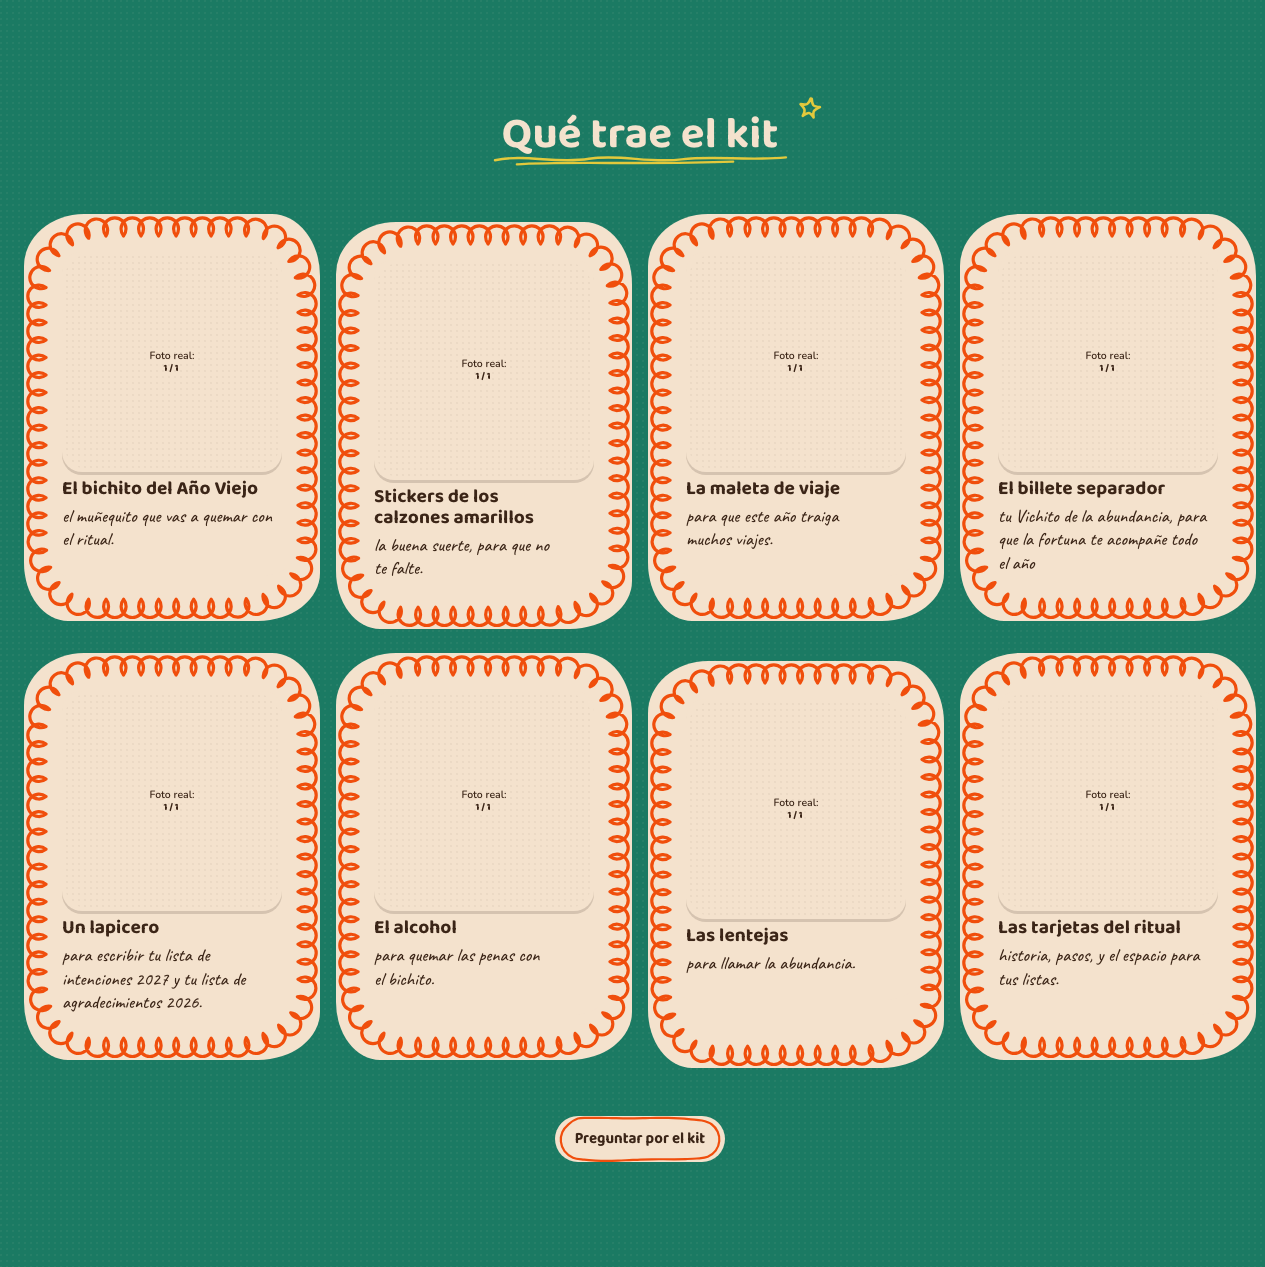 Qué trae el kit
Foto real:
1/1
El bichito del Año Viejo
el muñequito que vas a quemar con
el ritual.
Foto real:
1/1
Stickers de los
calzones amarillos
la buena suerte, para que no
te falte.
Foto real:
1/1
La maleta de viaje
para que este año traiga
muchos viajes.
Foto real:
1/1
El billete separador
tu Vichito de la abundancia, para
que la fortuna te acompañe todo
el año
Foto real:
1/1
Un lapicero
para escribir tu lista de
intenciones 2027 y tu lista de
agradecimientos 2026.
Foto real:
1/1
El alcohol
para quemar las penas con
el bichito.
Foto real:
1/1
Las lentejas
para llamar la abundancia.
Foto real:
1/1
Las tarjetas del ritual
historia, pasos, y el espacio para
tus listas.
Preguntar por el kit